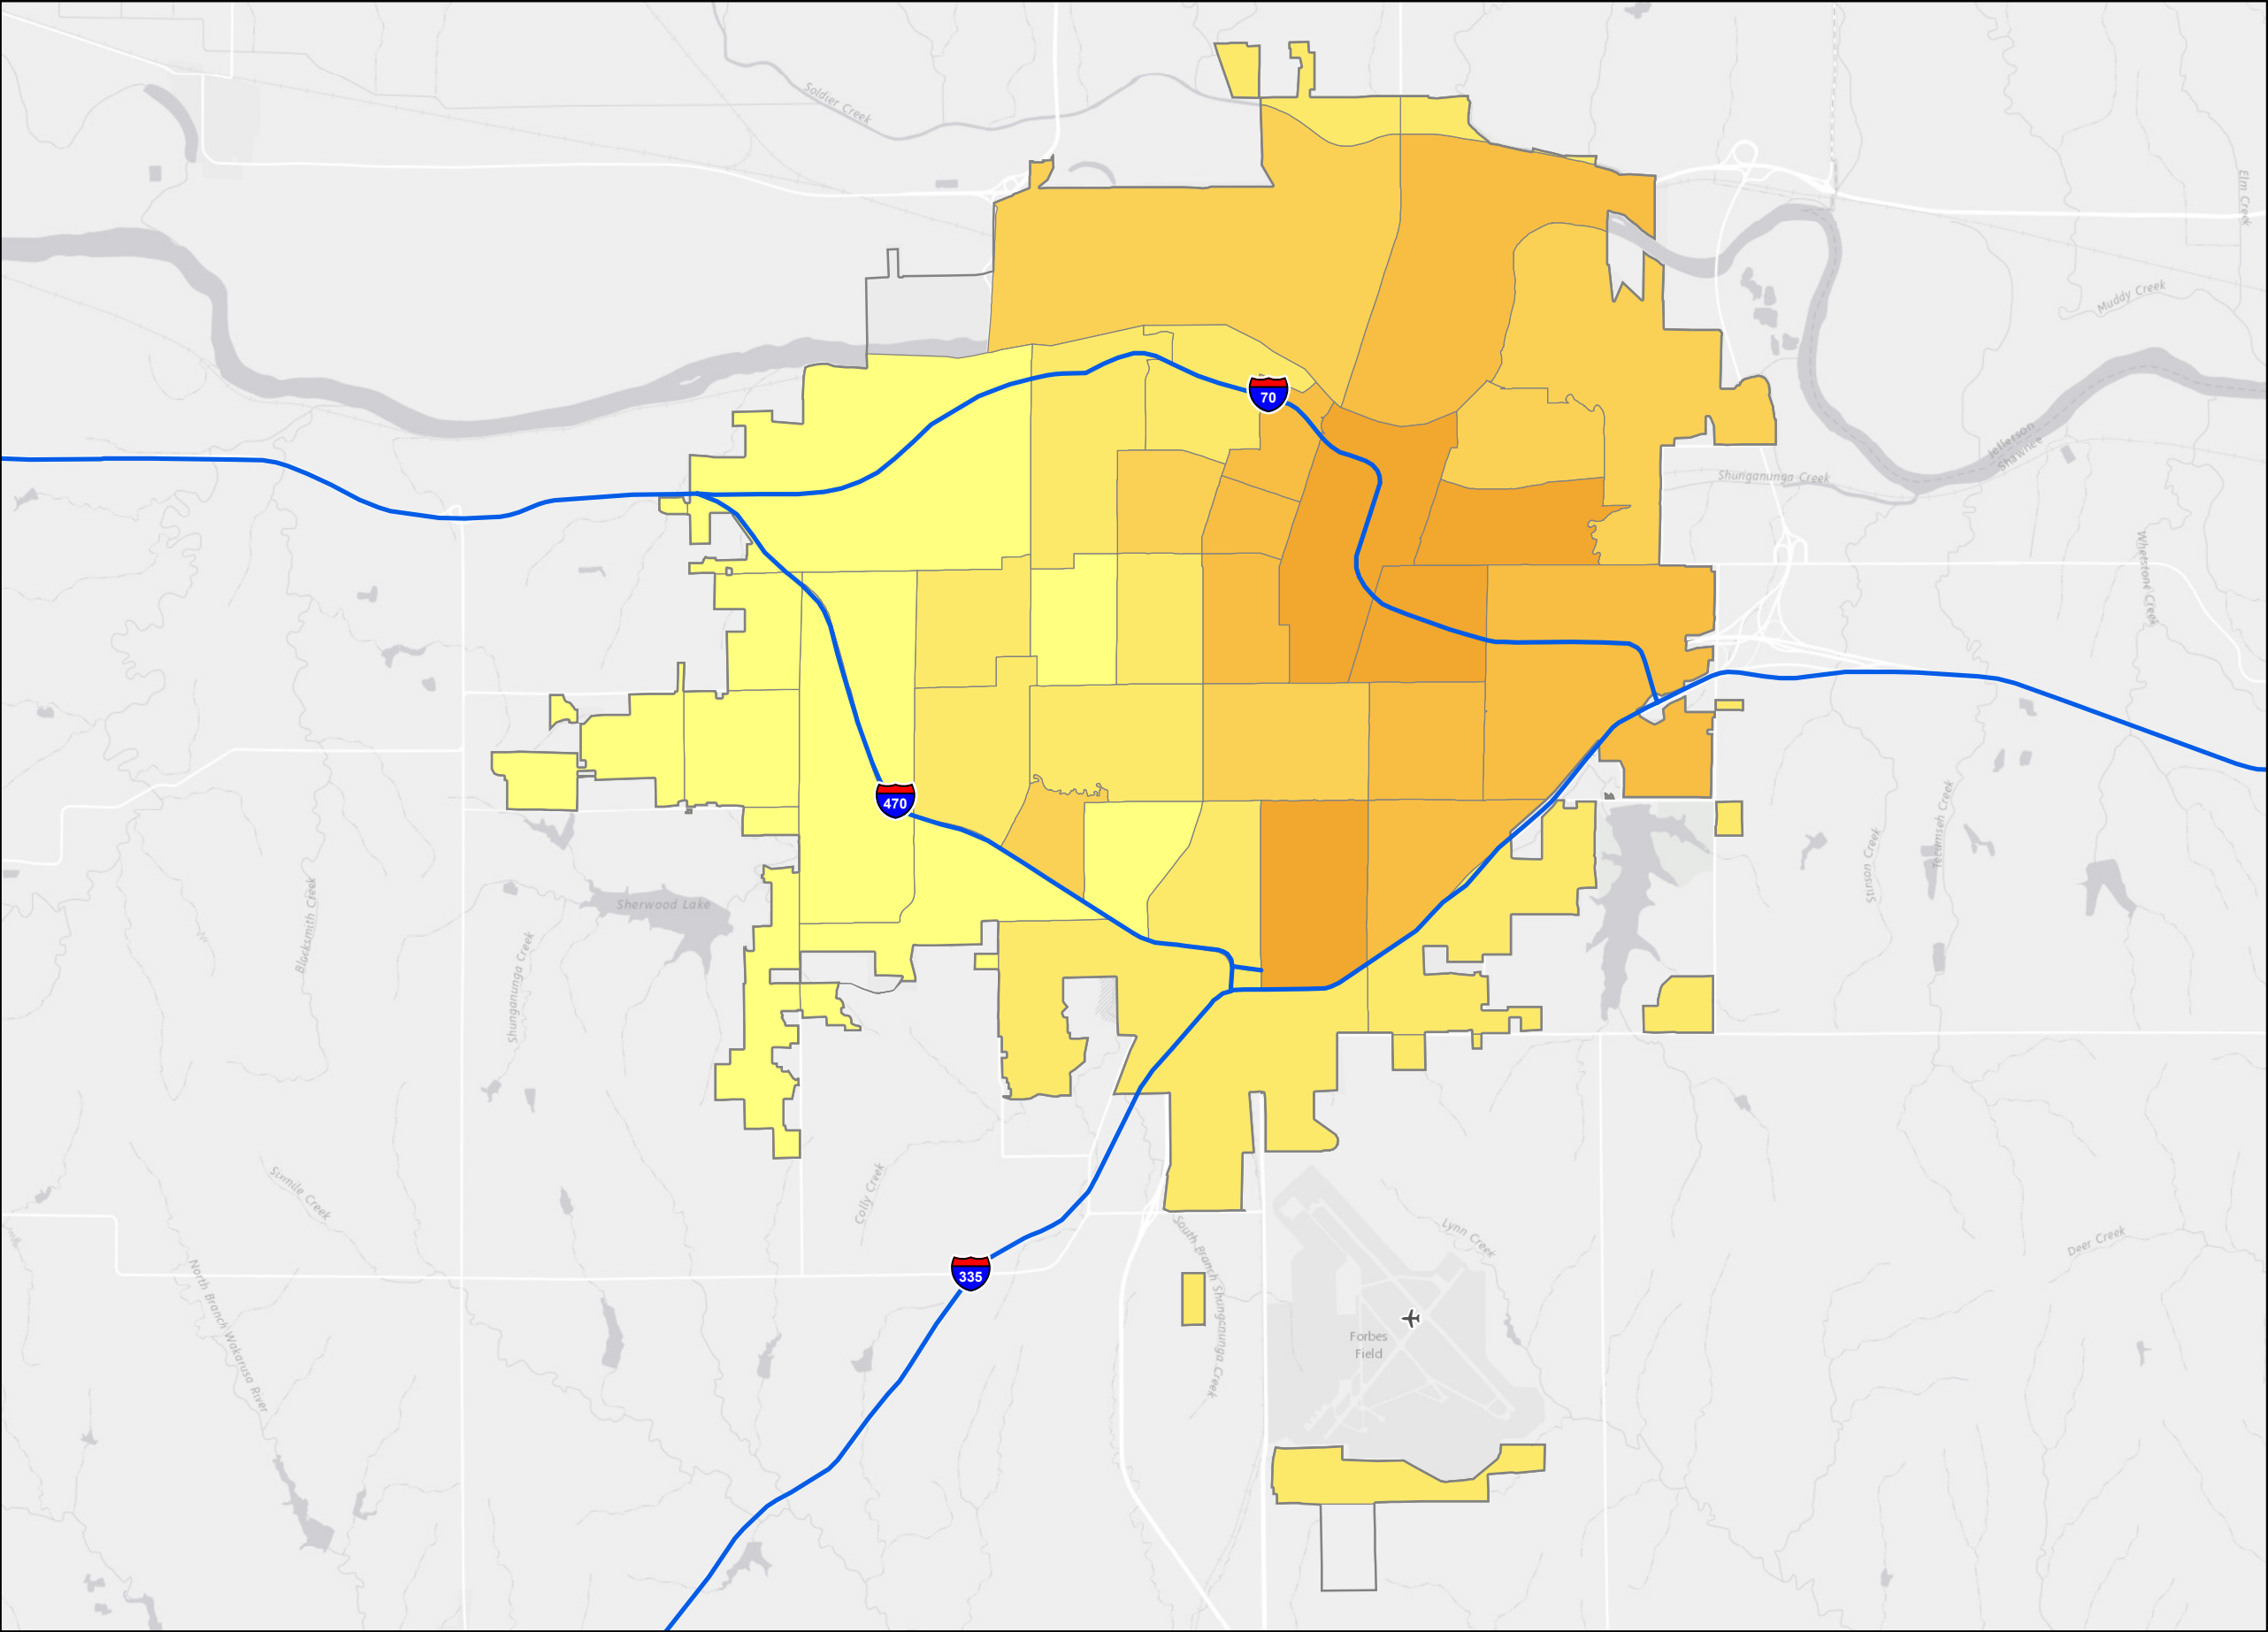 Soldier Creek
Elm Creek
Muddy Creek
70
Jefferson
Shawnee
Shunganunga Creek
Whetstone Creek
470
Sherwood Lake
Blacksmith Creek
Shunganunga Creek
Stinson Creek
Tecumseh Creek
Sixmile Creek
Colly Creek
South Branch Shunganunga Creek
Lynn Creek
Deer Creek
North Branch Wakarusa River
335
Forbes
Field